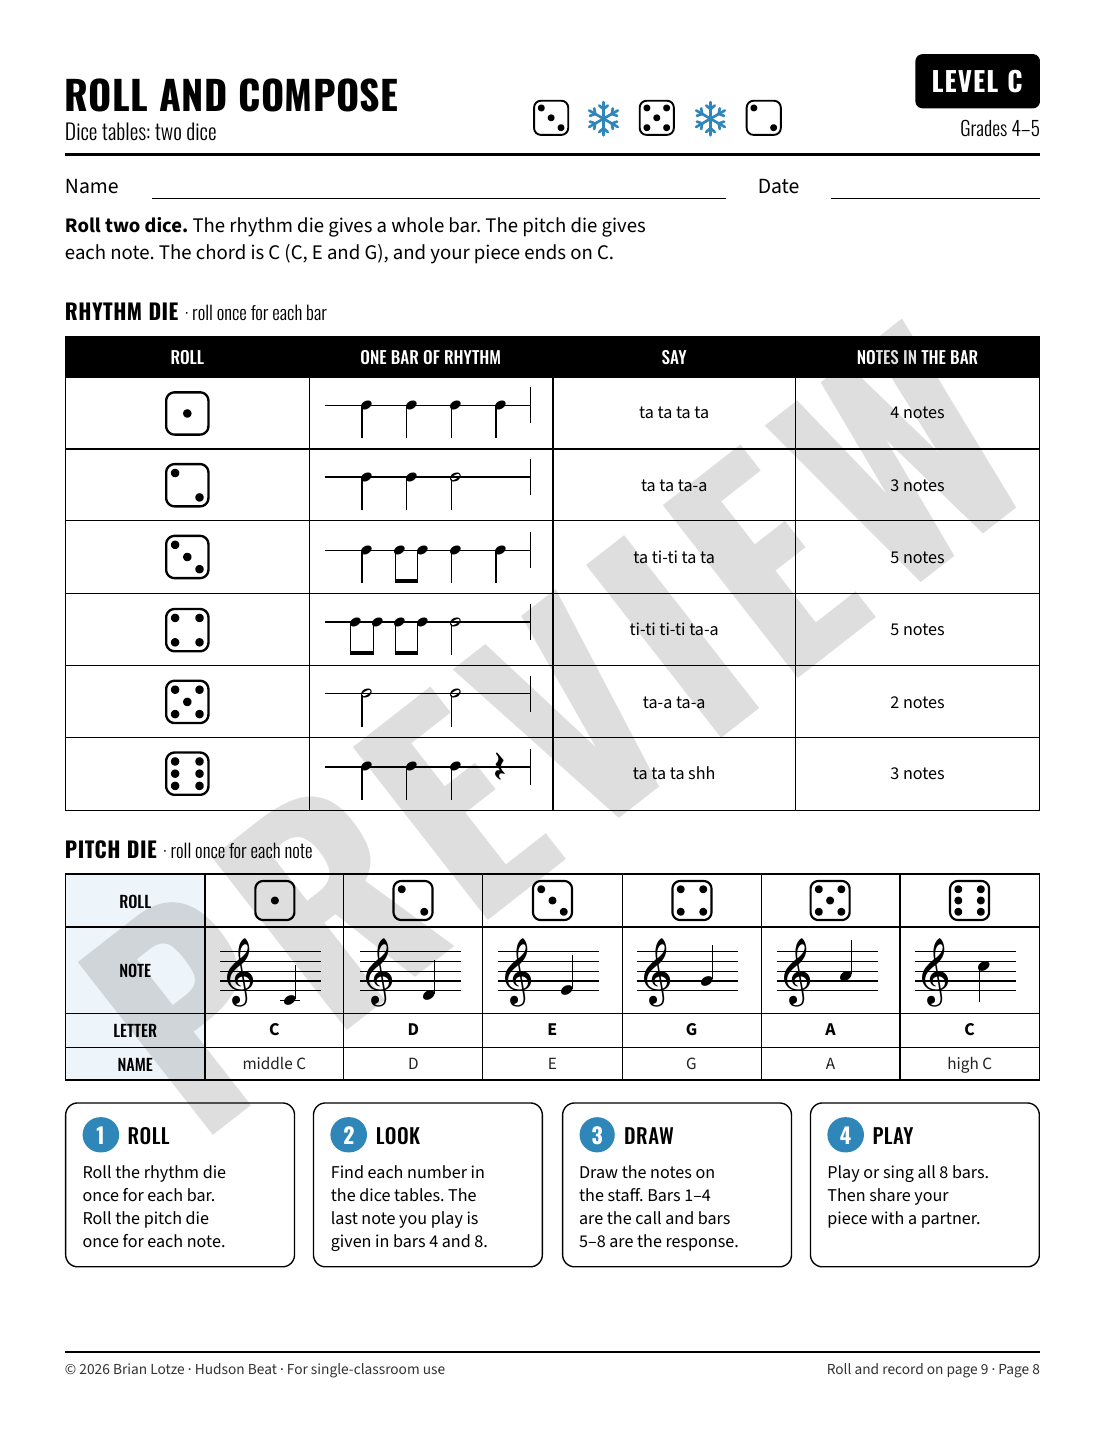 ROLL AND COMPOSE
LEVEL C
Dice tables: two dice
Grades 4–5
Name
Date
Roll two dice. The rhythm die gives a whole bar. The pitch die gives
each note. The chord is C (C, E and G), and your piece ends on C.
RHYTHM DIE · roll once for each bar
ROLL ONE BAR OF RHYTHM SAY NOTES IN THE BAR
ta ta ta ta 4 notes
ta ta ta-a 3 notes
ta ti-ti ta ta 5 notes
ti-ti ti-ti ta-a 5 notes
ta-a ta-a 2 notes
ta ta ta shh 3 notes
PREVIEW
PITCH DIE · roll once for each note
ROLL
NOTE
LETTER C D E G A C
NAME middle C D E G A high C
1 ROLL
Roll the rhythm die
once for each bar.
Roll the pitch die
once for each note.
2 LOOK
Find each number in
the dice tables. The
last note you play is
given in bars 4 and 8.
3 DRAW
Draw the notes on
the staff. Bars 1–4
are the call and bars
5–8 are the response.
4 PLAY
Play or sing all 8 bars.
Then share your
piece with a partner.
© 2026 Brian Lotze · Hudson Beat · For single-classroom use
Roll and record on page 9 · Page 8